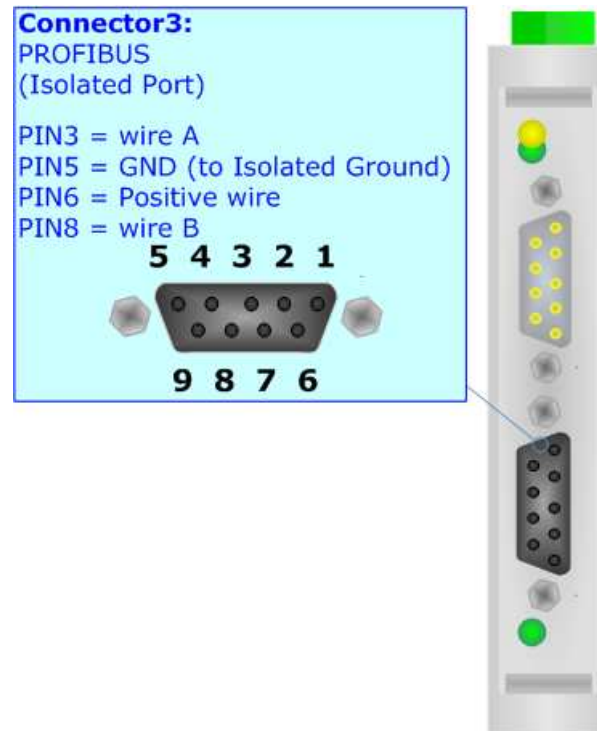 Connector3:
PROFIBUS
(Isolated Port)
PIN3 = wire A
PIN5 = GND (to Isolated Ground)
PIN6 = Positive wire
PIN8 = wire B
5 4 3 2 1
9 8 7 6